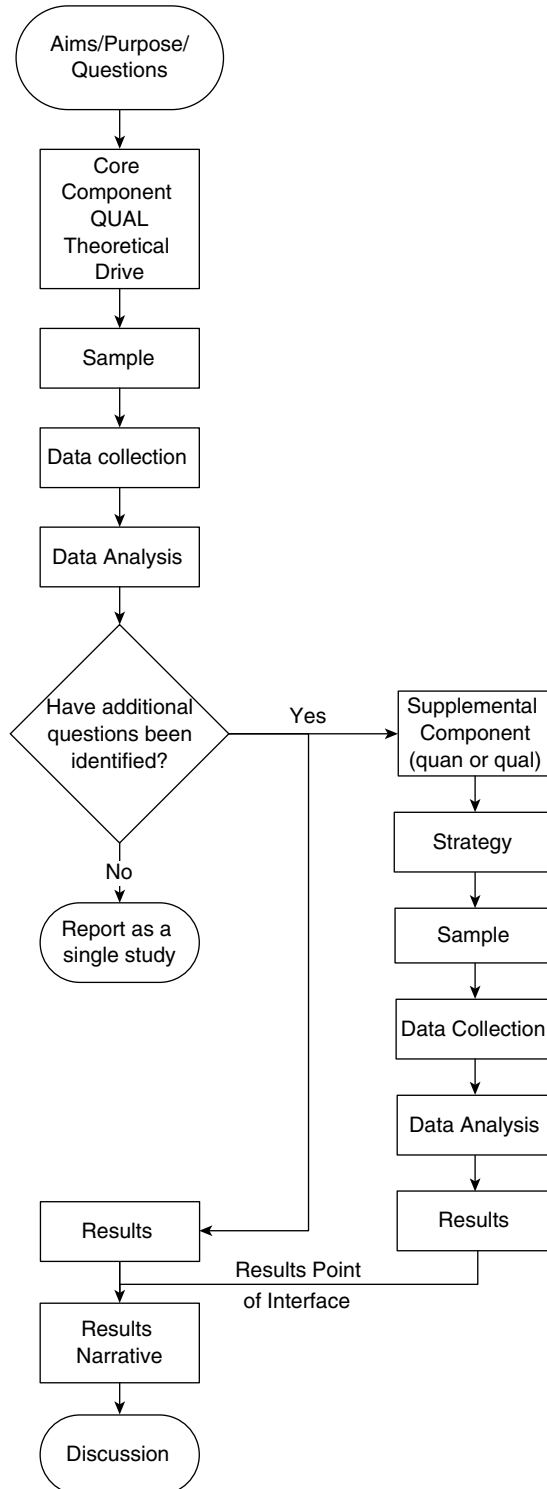 Aims/Purpose/
Questions
Core
Component
QUAL
Theoretical
Drive
Sample
Data collection
Data Analysis
Have additional
questions been
identified?
Yes
No
Report as a
single study
Supplemental
Component
(quan or qual)
Strategy
Sample
Data Collection
Data Analysis
Results
Results
Results Point
of Interface
Results
Narrative
Discussion